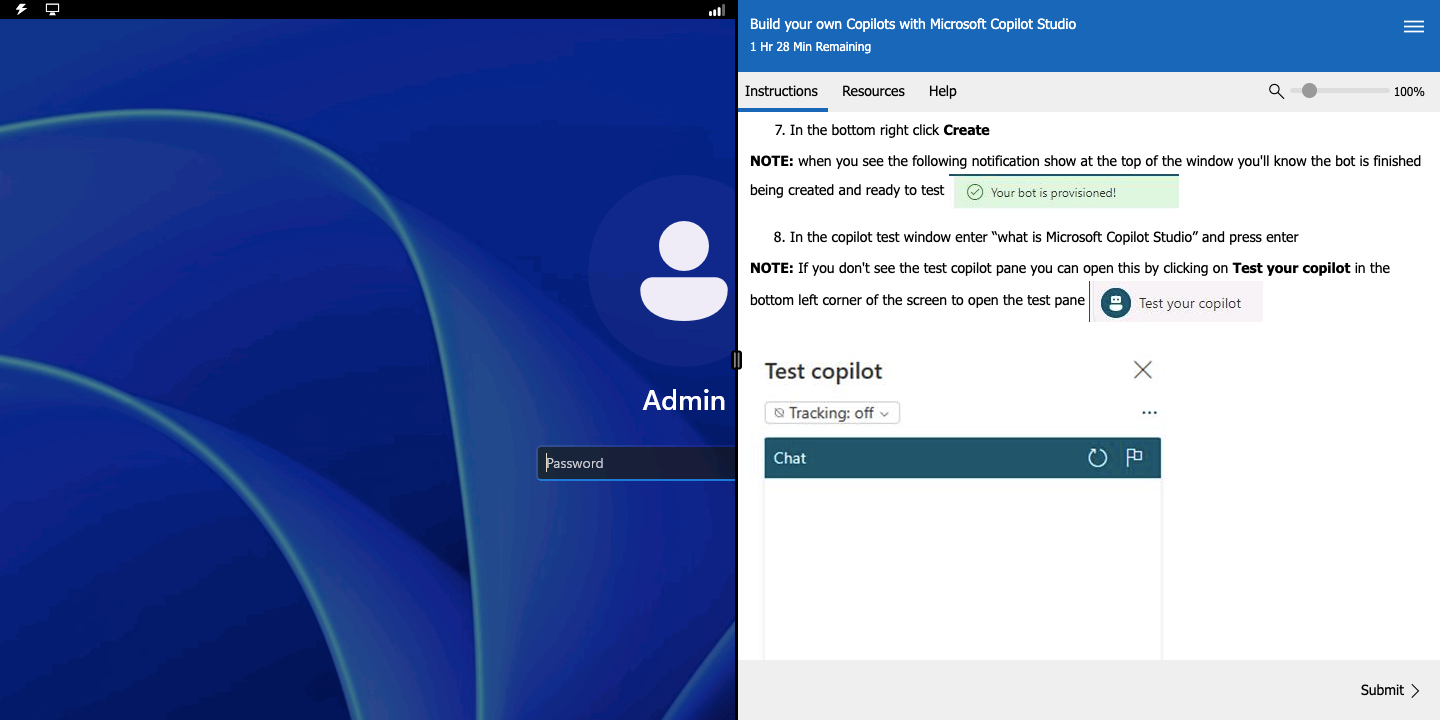 Admin
Password
Build your own Copilots with Microsoft Copilot Studio
1 Hr 28 Min Remaining
Instructions Resources Help 100%
7. In the bottom right click Create
NOTE: when you see the following notification show at the top of the window you'll know the bot is finished
being created and ready to test Your bot is provisioned!
8. In the copilot test window enter “what is Microsoft Copilot Studio” and press enter
NOTE: If you don't see the test copilot pane you can open this by clicking on Test your copilot in the
bottom left corner of the screen to open the test pane Test your copilot
Test copilot
Tracking: off
Chat
Submit